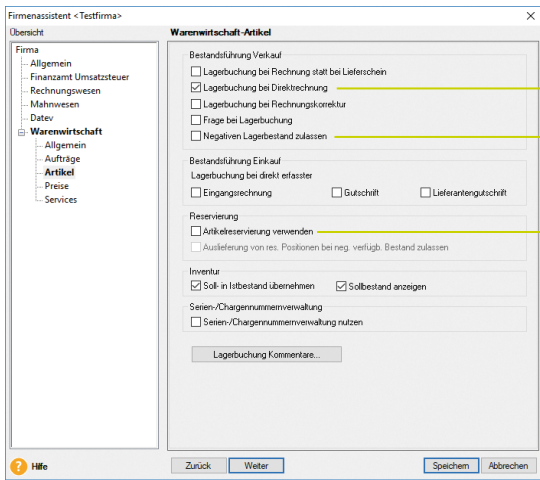 Firmenassistent <Testfirma>
Übersicht
Warenwirtschaft-Artikel
Firma
Allgemein
Finanzamt Umsatzsteuer
Rechnungswesen
Mahnwesen
Datev
Warenwirtschaft
Allgemein
Aufträge
Artikel
Preise
Services
Bestandsführung Verkauf
Lagerbuchung bei Rechnung statt bei Lieferschein
Lagerbuchung bei Direktrechnung
Lagerbuchung bei Rechnungskorrektur
Frage bei Lagerbuchung
Negativen Lagerbestand zulassen
Bestandsführung Einkauf
Lagerbuchung bei direkt erfasster
Eingangsrechnung Gutschrift Lieferantengutschrift
Reservierung
Artikelreservierung verwenden
Auslieferung von res. Positionen bei neg. verfügb. Bestand zulassen
Inventur
Soll- in Istbestand übernehmen Sollbestand anzeigen
Serien-/Chargennummernverwaltung
Serien-/Chargennummernverwaltung nutzen
Lagerbuchung Kommentare...
? Hilfe Zurück Weiter Speichern Abbrechen